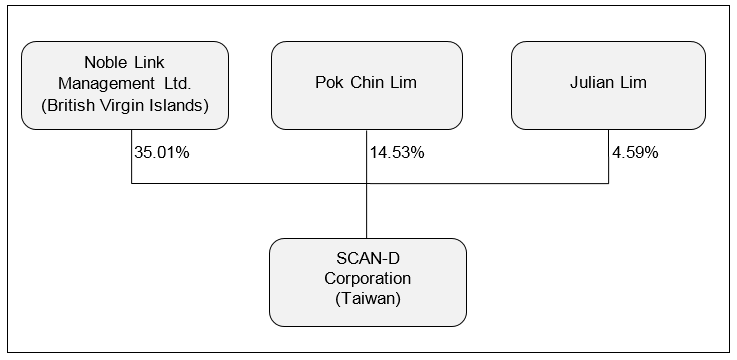 Noble Link
Management Ltd.
(British Virgin Islands)
Pok Chin Lim
Julian Lim
35.01%
14.53%
4.59%
SCAN-D
Corporation
(Taiwan)